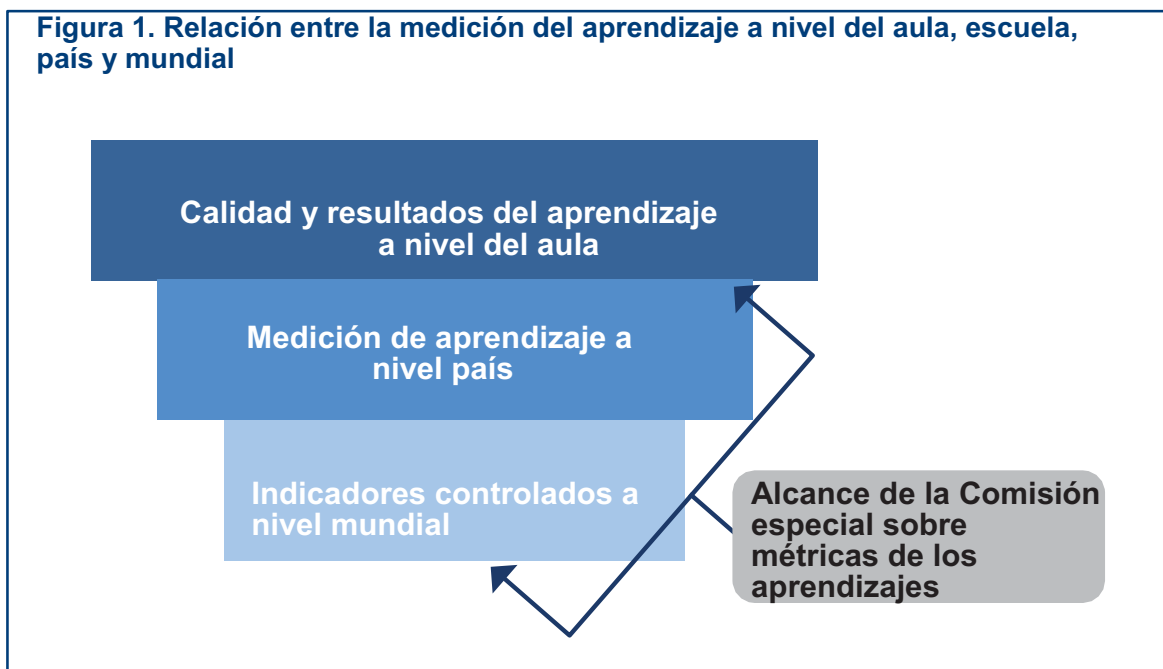 Figura 1. Relación entre la medición del aprendizaje a nivel del aula, escuela,
país y mundial
Calidad y resultados del aprendizaje
a nivel del aula
Medición de aprendizaje a
nivel país
Indicadores controlados a
nivel mundial
Alcance de la Comisión
especial sobre
métricas de los
aprendizajes